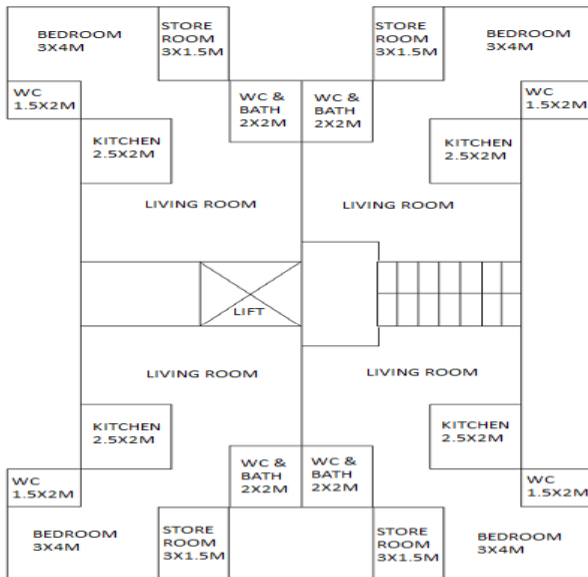 BEDROOM
3X4M
STORE
ROOM
3X1.5M
STORE
ROOM
3X1.5M
BEDROOM
3X4M
WC
1.5X2M
WC &
BATH
2X2M
WC &
BATH
2X2M
WC
1.5X2M
KITCHEN
2.5X2M
KITCHEN
2.5X2M
LIVING ROOM
LIVING ROOM
LIFT
LIVING ROOM
LIVING ROOM
KITCHEN
2.5X2M
KITCHEN
2.5X2M
WC
1.5X2M
WC &
BATH
2X2M
WC &
BATH
2X2M
WC
1.5X2M
BEDROOM
3X4M
STORE
ROOM
3X1.5M
STORE
ROOM
3X1.5M
BEDROOM
3X4M